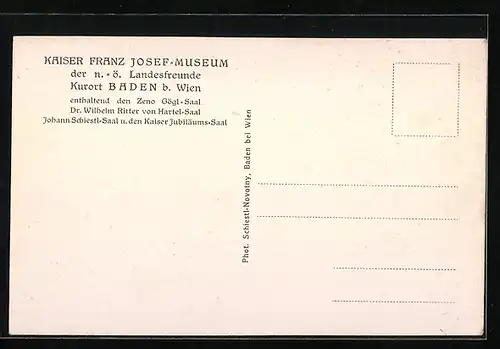 KAISER FRANZ JOSEF-MUSEUM
der n.-ö. Landesfreunde
Kurort BADEN b. Wien
enthaltend den Zeno Gögl-Saal
Dr. Wilhelm Ritter von Hartel-Saal
Johann Schiestl-Saal u. den Kaiser Jubiläums-Saal
Phot. Schiestl-Novotny, Baden bei Wien